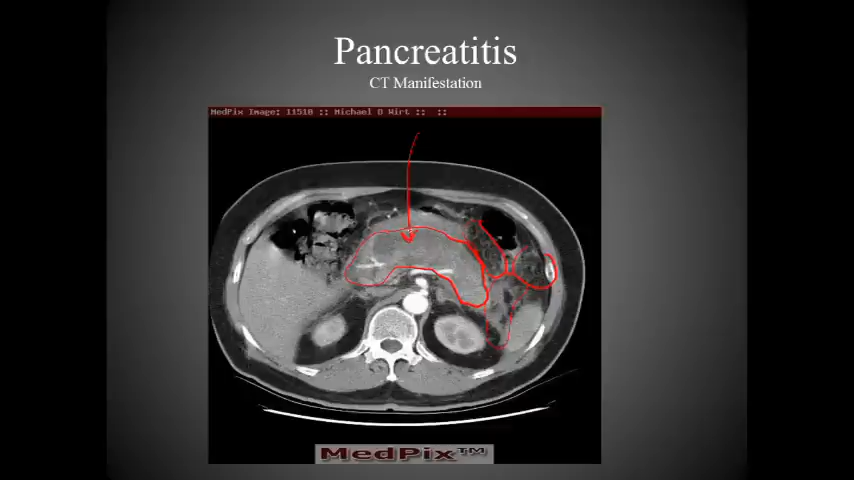 Pancreatitis
CT Manifestation
MedPix Image: 11510 :: Michael D Wirt :: ::
MedPix™